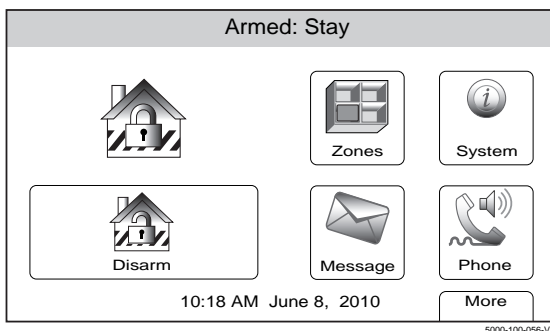 Armed: Stay
Zones
System
Disarm
Message
Phone
10:18 AM June 8, 2010
More
5000-100-056-V